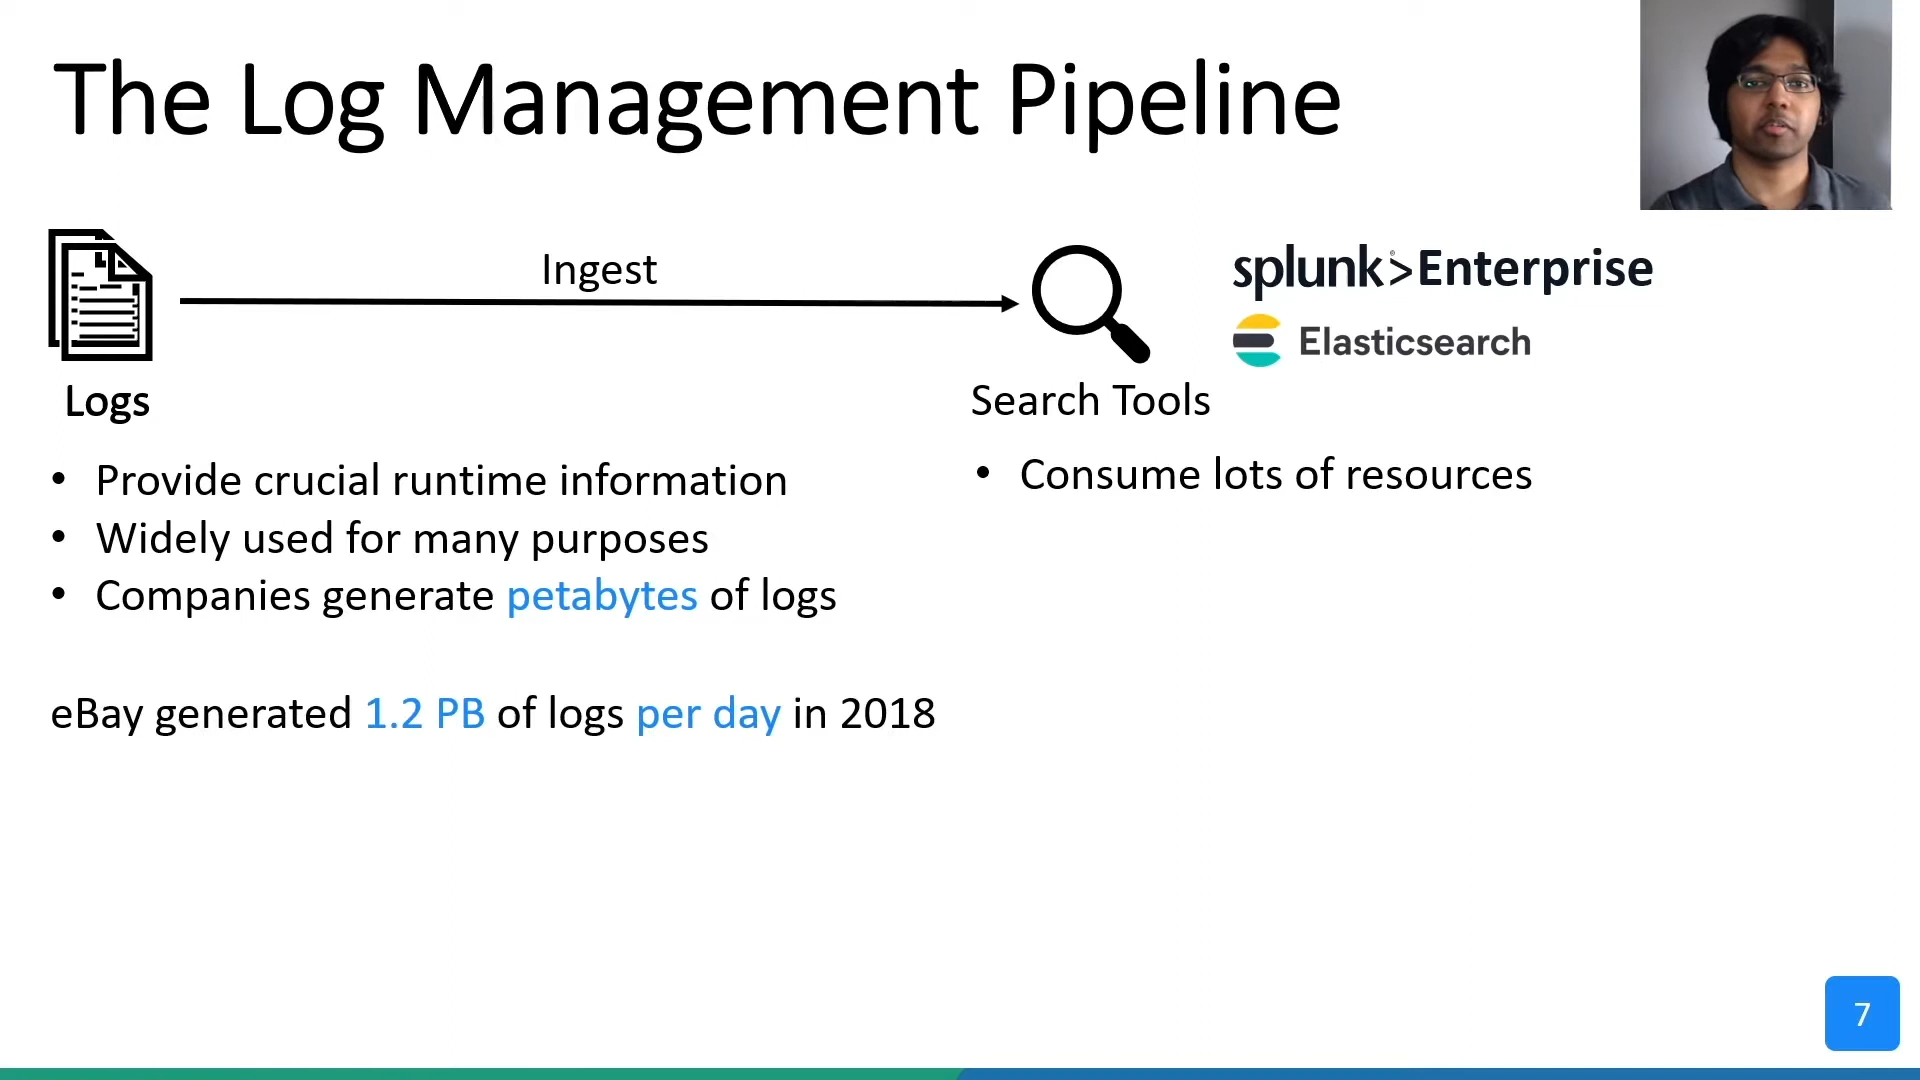 The Log Management Pipeline
Ingest
splunk>Enterprise
Elasticsearch
Logs
Search Tools
• Provide crucial runtime information
• Widely used for many purposes
• Companies generate petabytes of logs
• Consume lots of resources
eBay generated 1.2 PB of logs per day in 2018
7